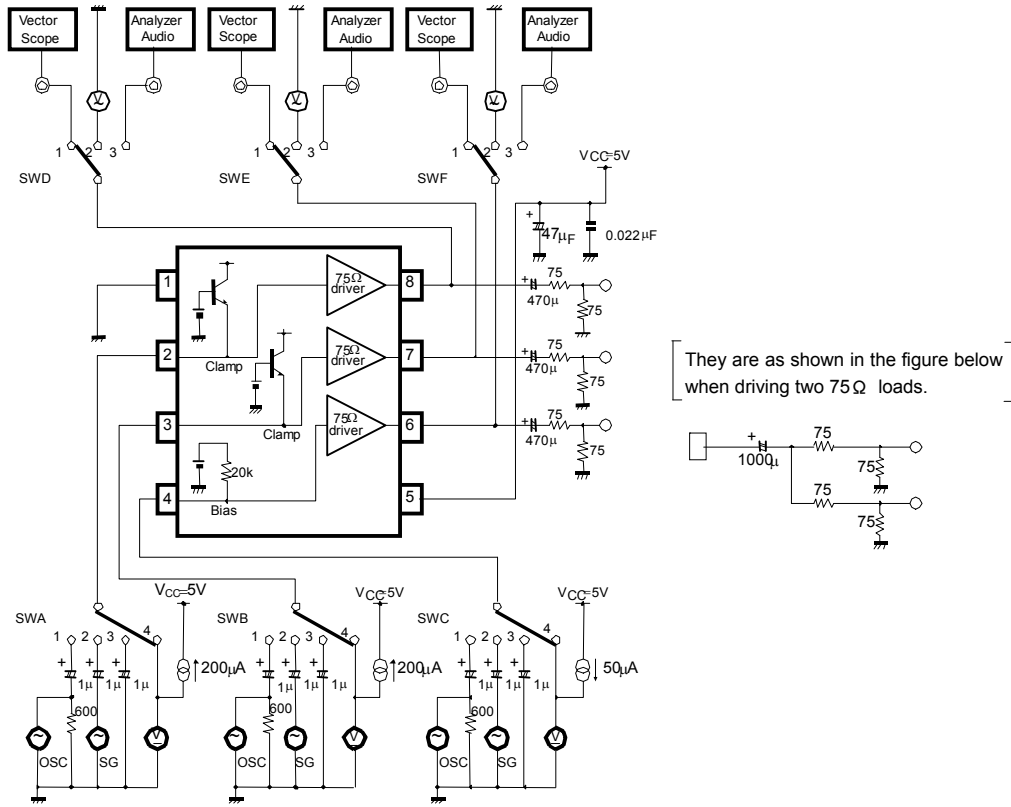 Vector Scope
Analyzer Audio
Vector Scope
Analyzer Audio
Vector Scope
Analyzer Audio
V
V
V
1 2 3
1 2 3
1 2 3
SWD
SWE
SWF
VCC=5V
+
47μF
0.022μF
1
2
3
4
8
7
6
5
75Ω driver
75Ω driver
75Ω driver
Clamp
Clamp
20k
Bias
+
470μ
75
75
+
470μ
75
75
+
470μ
75
75
They are as shown in the figure below
when driving two 75Ω loads.
+
1000μ
75
75
75
75
SWA
VCC=5V
1 2 3 4
+ + +
1μ 1μ 1μ
200μA
600
~ ~ V
OSC SG
SWB
VCC=5V
1 2 3 4
+ + +
1μ 1μ 1μ
200μA
600
~ ~ V
OSC SG
SWC
VCC=5V
1 2 3 4
+ + +
1μ 1μ 1μ
50μA
600
~ ~ V
OSC SG